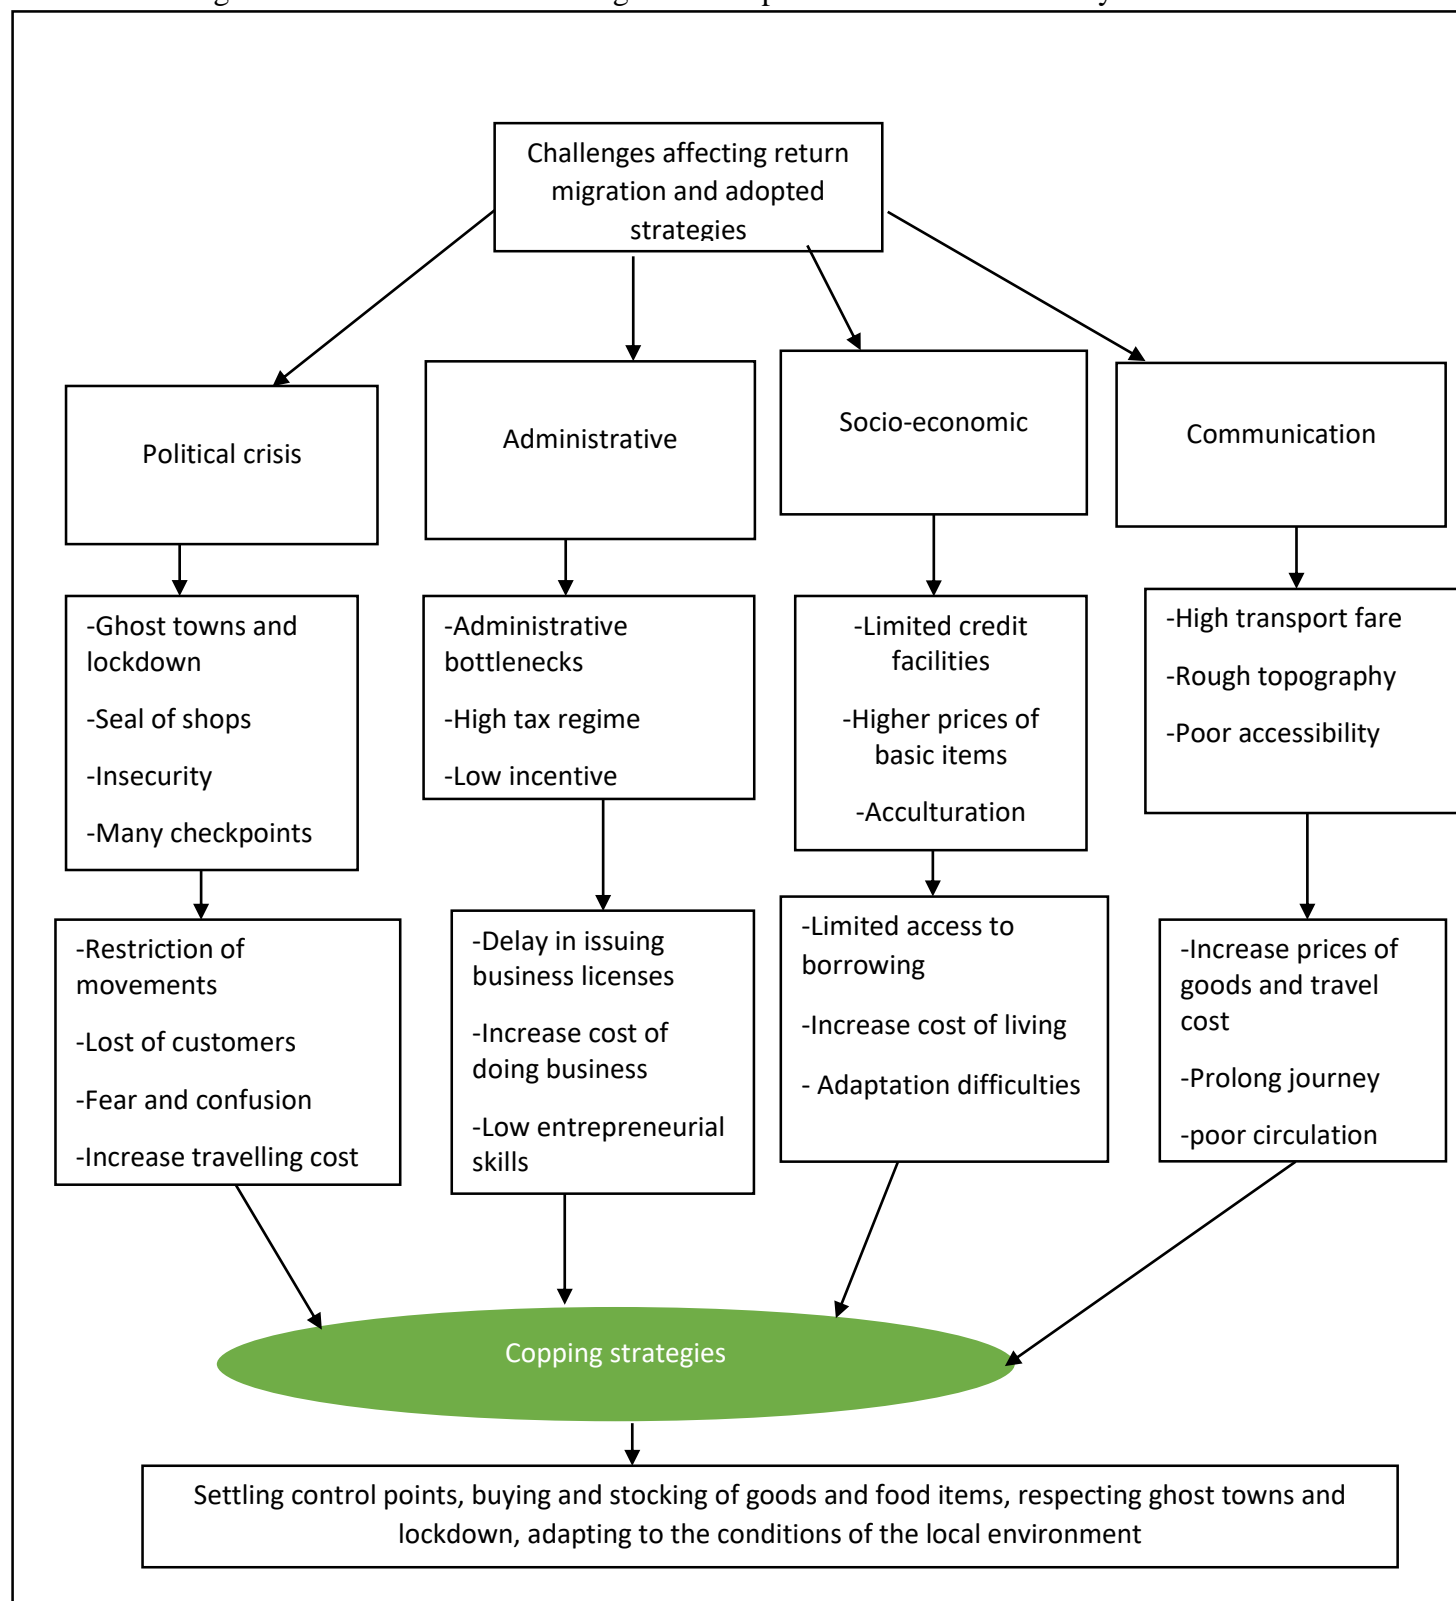 Challenges affecting return
migration and adopted
strategies
Political crisis
Administrative
Socio-economic
Communication
-Ghost towns and
lockdown
-Seal of shops
-Insecurity
-Many checkpoints
-Administrative
bottlenecks
-High tax regime
-Low incentive
-Limited credit
facilities
-Higher prices of
basic items
-Acculturation
-High transport fare
-Rough topography
-Poor accessibility
-Restriction of
movements
-Lost of customers
-Fear and confusion
-Increase travelling cost
-Delay in issuing
business licenses
-Increase cost of
doing business
-Low entrepreneurial
skills
-Limited access to
borrowing
-Increase cost of living
- Adaptation difficulties
-Increase prices of
goods and travel
cost
-Prolong journey
-poor circulation
Copping strategies
Settling control points, buying and stocking of goods and food items, respecting ghost towns and
lockdown, adapting to the conditions of the local environment